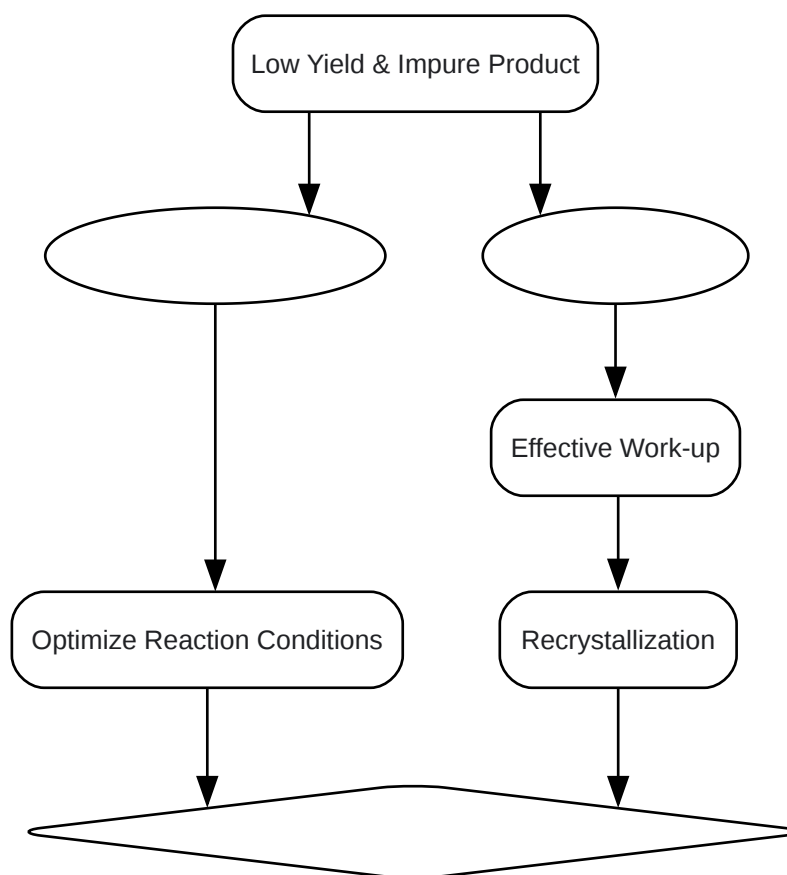 Low Yield & Impure Product
Effective Work-up
Optimize Reaction Conditions
Recrystallization